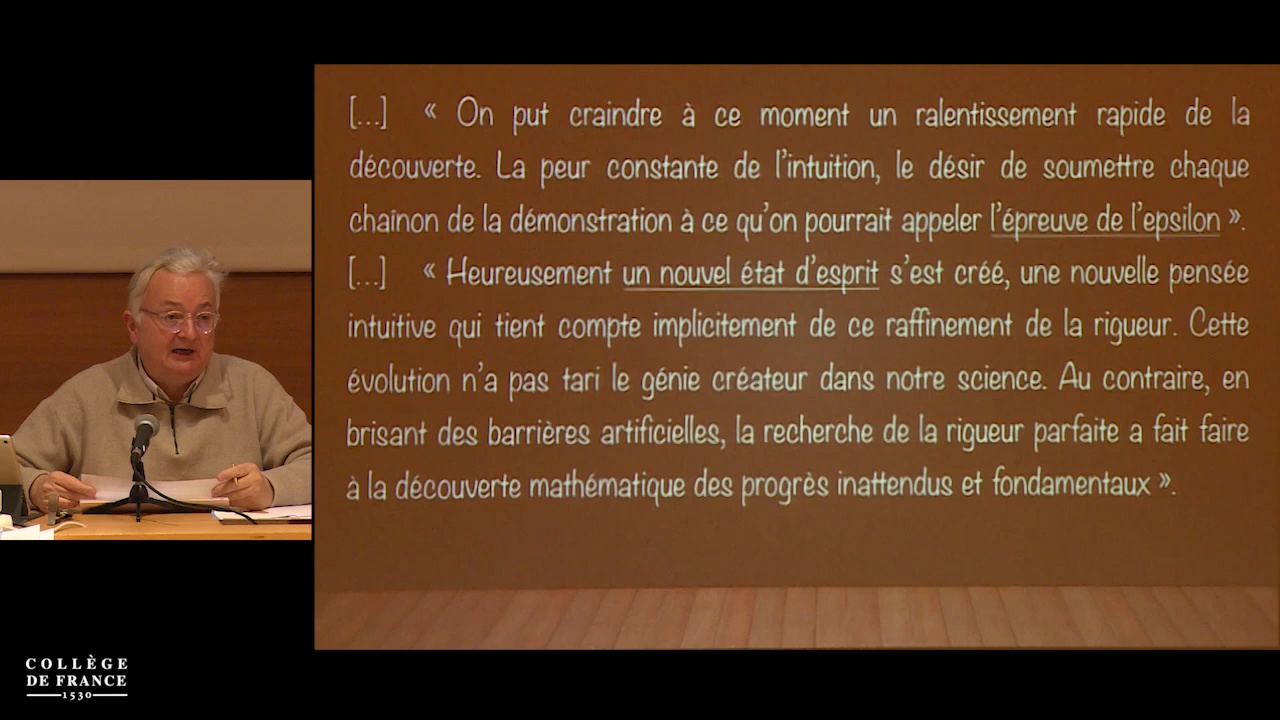 [...] « On put craindre à ce moment un ralentissement rapide de la
découverte. La peur constante de l'intuition, le désir de soumettre chaque
chaînon de la démonstration à ce qu'on pourrait appeler l'épreuve de l'epsilon ».
[...] « Heureusement un nouvel état d'esprit s'est créé, une nouvelle pensée
intuitive qui tient compte implicitement de ce raffinement de la rigueur. Cette
évolution n'a pas tari le génie créateur dans notre science. Au contraire, en
brisant des barrières artificielles, la recherche de la rigueur parfaite a fait faire
à la découverte mathématique des progrès inattendus et fondamentaux ».
COLLÈGE
DE FRANCE
1530